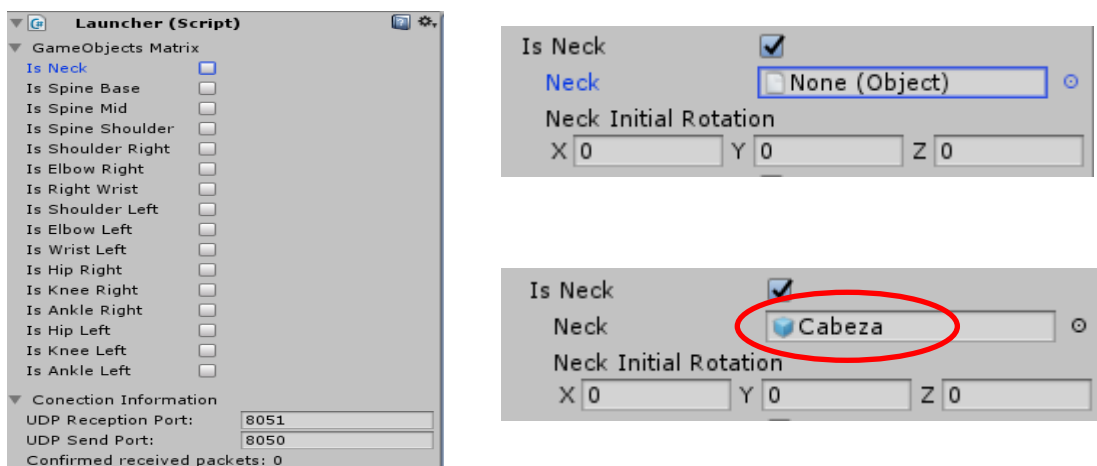 Launcher (Script)
GameObjects Matrix
Is Neck
Is Spine Base
Is Spine Mid
Is Spine Shoulder
Is Shoulder Right
Is Elbow Right
Is Right Wrist
Is Shoulder Left
Is Elbow Left
Is Wrist Left
Is Hip Right
Is Knee Right
Is Ankle Right
Is Hip Left
Is Knee Left
Is Ankle Left
Conection Information
UDP Reception Port: 8051
UDP Send Port: 8050
Confirmed received packets: 0
Is Neck
Neck None (Object)
Neck Initial Rotation
X 0 Y 0 Z 0
Is Neck
Neck Cabeza
Neck Initial Rotation
X 0 Y 0 Z 0